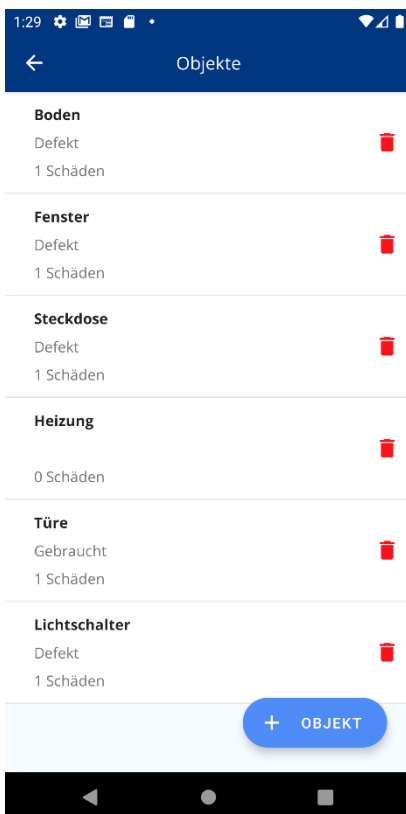 1:29
Objekte
Boden
Defekt
1 Schäden
Fenster
Defekt
1 Schäden
Steckdose
Defekt
1 Schäden
Heizung
0 Schäden
Türe
Gebraucht
1 Schäden
Lichtschalter
Defekt
1 Schäden
+ OBJEKT